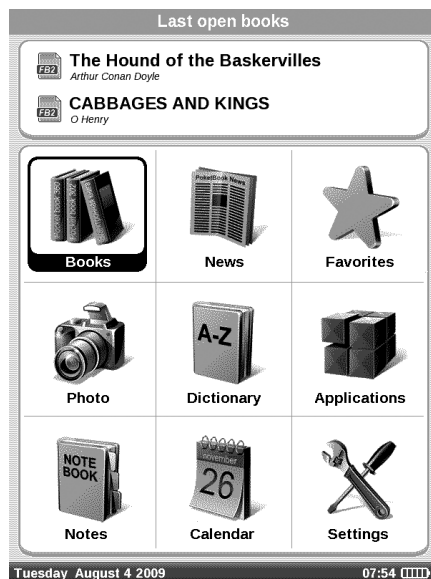 Last open books
FB2
The Hound of the Baskervilles
Arthur Conan Doyle
FB2
CABBAGES AND KINGS
O Henry
PocketBook News
Books
News
Favorites
A-Z
Photo
Dictionary
Applications
NOTE
BOOK
november
26
Notes
Calendar
Settings
Tuesday August 4 2009
07:54